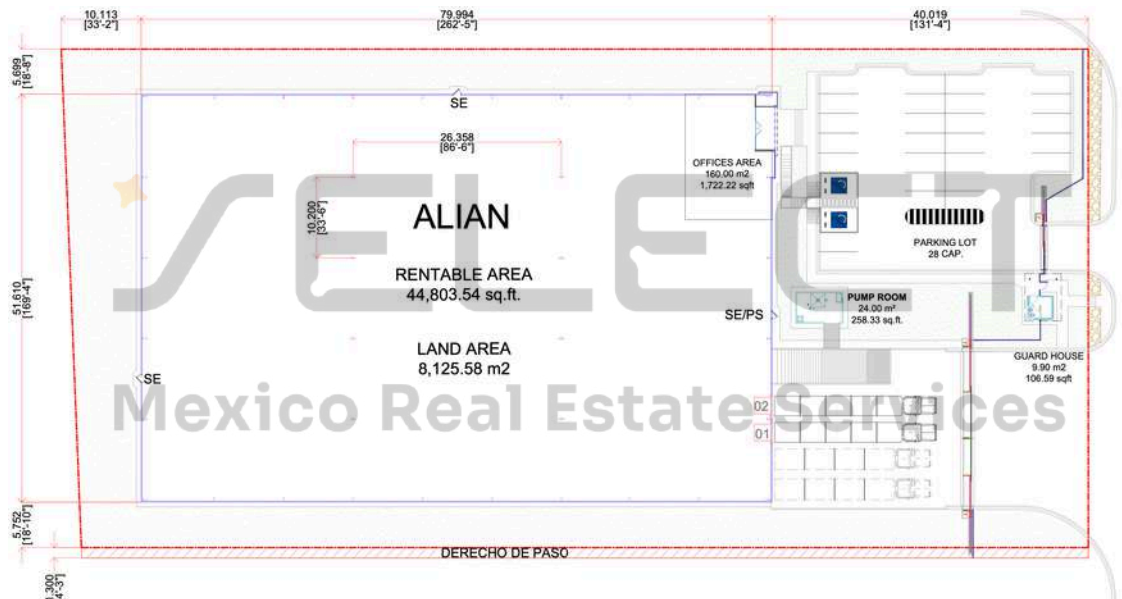 10.113
[33'-2"]
79.994
[262'-5"]
40.019
[131'-4"]
5.699
[18'-8"]
SE
26.358
[86'-6"]
OFFICES AREA
160.00 m2
1,722.22 sqft
10.200
[33'-6"]
SELECT
ALIAN
PARKING LOT
28 CAP.
RENTABLE AREA
44,803.54 sq.ft.
51.610
[169'-4"]
PUMP ROOM
24.00 m²
258.33 sq.ft.
SE/PS
LAND AREA
8,125.58 m2
GUARD HOUSE
9.90 m2
106.59 sqft
SE
Mexico Real Estate Services
02
01
5.752
[18'-10"]
DERECHO DE PASO